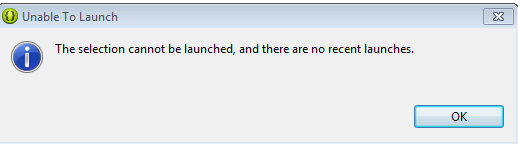 Unable To Launch
The selection cannot be launched, and there are no recent launches.
OK